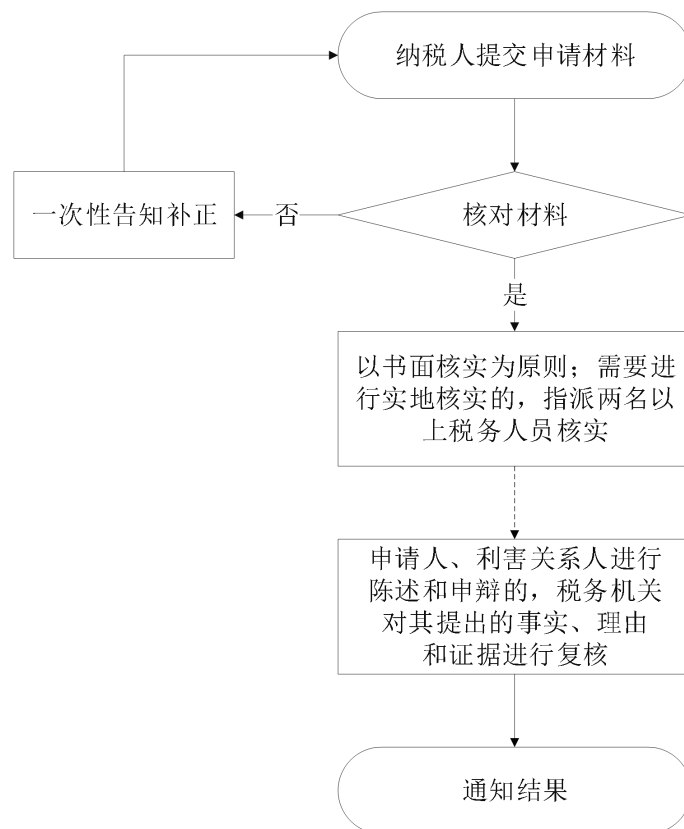 纳税人提交申请材料
一次性告知补正
否
核对材料
是
以书面核实为原则；需要进
行实地核实的，指派两名以
上税务人员核实
申请人、利害关系人进行
陈述和申辩的，税务机关
对其提出的事实、理由
和证据进行复核
通知结果